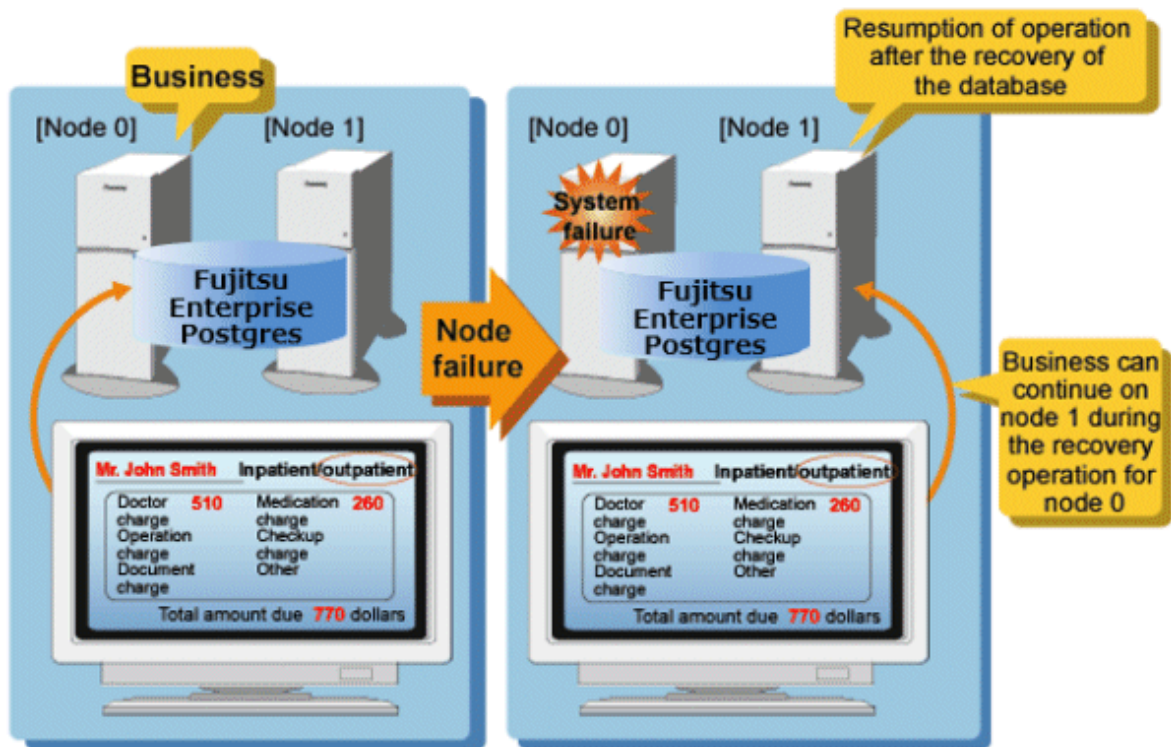 Business
[Node 0]
[Node 1]
Fujitsu
Enterprise
Postgres
Mr. John Smith Inpatient/outpatient
Doctor 510 Medication 260
charge charge
Operation Checkup
charge charge
Document Other
charge
Total amount due 770 dollars
Node
failure
Resumption of operation
after the recovery of
the database
[Node 0]
[Node 1]
System
failure
Fujitsu
Enterprise
Postgres
Business can
continue on
node 1 during
the recovery
operation for
node 0
Mr. John Smith Inpatient/outpatient
Doctor 510 Medication 260
charge charge
Operation Checkup
charge charge
Document Other
charge
Total amount due 770 dollars